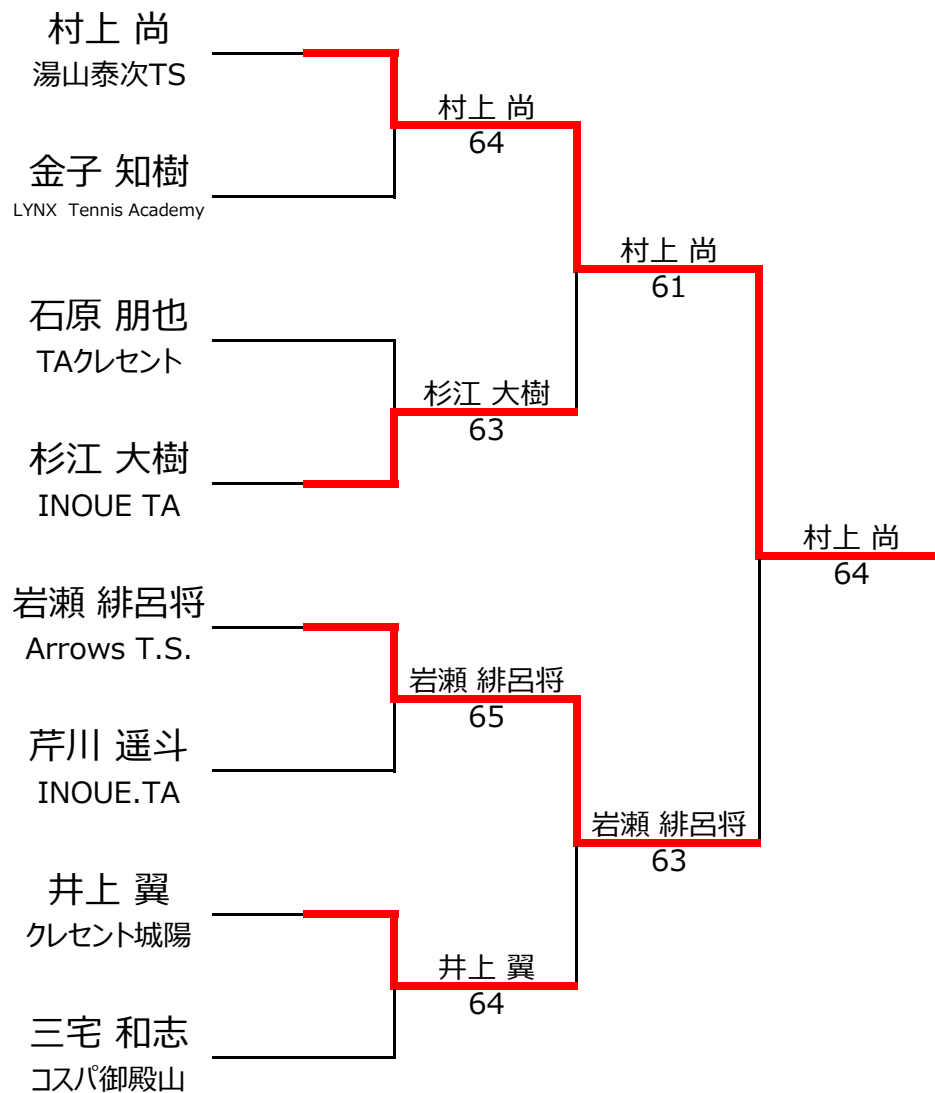 村上 尚
湯山泰次TS
金子 知樹
LYNX Tennis Academy
石原 朋也
TAクレセント
杉江 大樹
INOUE TA
岩瀬 緋呂将
Arrows T.S.
芹川 遥斗
INOUE.TA
井上 翼
クレセント城陽
三宅 和志
コスパ御殿山
村上 尚
64
杉江 大樹
63
岩瀬 緋呂将
65
井上 翼
64
村上 尚
61
岩瀬 緋呂将
63
村上 尚
64